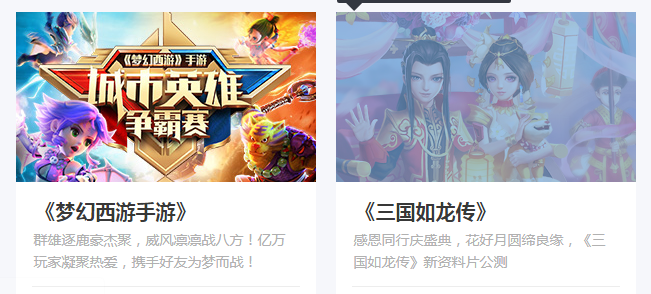 《梦幻西游》手游
城市英雄
争霸赛
《梦幻西游手游》
群雄逐鹿豪杰聚，威风凛凛战八方！亿万
玩家凝聚热爱，携手好友为梦而战！
《三国如龙传》
感恩同行庆盛典，花好月圆缔良缘，《三
国如龙传》新资料片公测